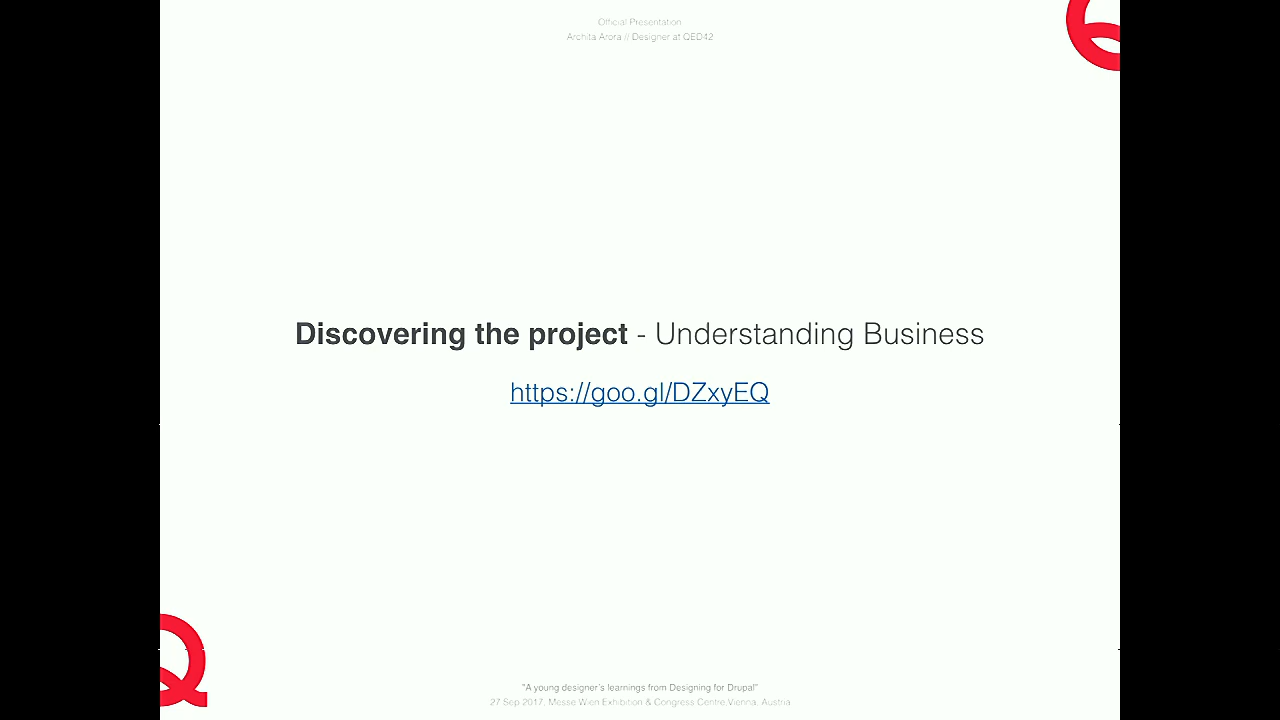 Official Presentation
Archita Arora // Designer at QED42
Discovering the project - Understanding Business
https://goo.gl/DZxyEQ
"A young designer's learnings from Designing for Drupal"
27 Sep 2017, Messe Wien Exhibition & Congress Centre,Vienna, Austria